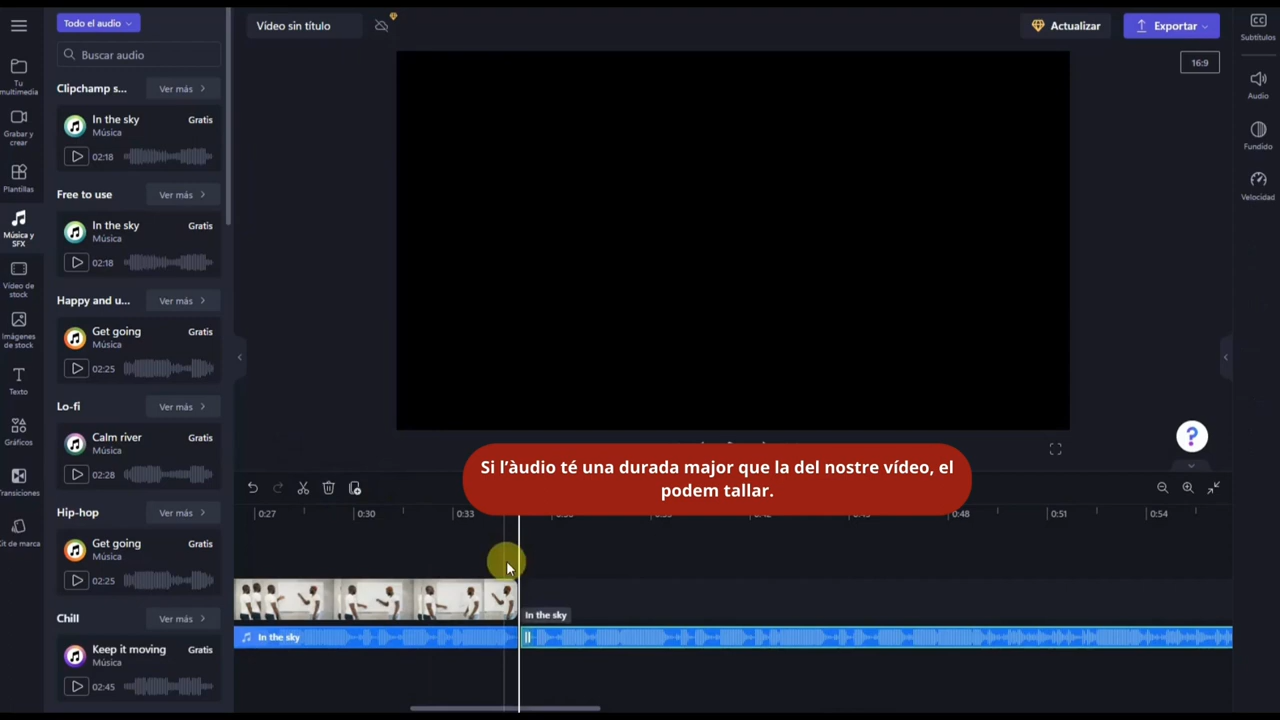 Todo el audio
Buscar audio
Clipchamp s...
Ver más
In the sky
Gratis
Música
02:18
Free to use
Ver más
In the sky
Gratis
Música
02:18
Happy and u...
Ver más
Get going
Gratis
Música
02:25
Lo-fi
Ver más
Calm river
Gratis
Música
02:28
Hip-hop
Ver más
Get going
Gratis
Música
02:25
Chill
Ver más
Keep it moving
Gratis
Música
02:45
Tu
multimedia
Grabar y
crear
Plantillas
Música y
SFX
Vídeo de
stock
Imágenes
de stock
Texto
Gráficos
Transiciones
Kit de marca
Vídeo sin título
Actualizar
Exportar
16:9
Subtítulos
Audio
Fundido
Velocidad
?
Si l’àudio té una durada major que la del nostre vídeo, el
podem tallar.
0:27
0:30
0:33
0:48
0:51
0:54
In the sky
In the sky